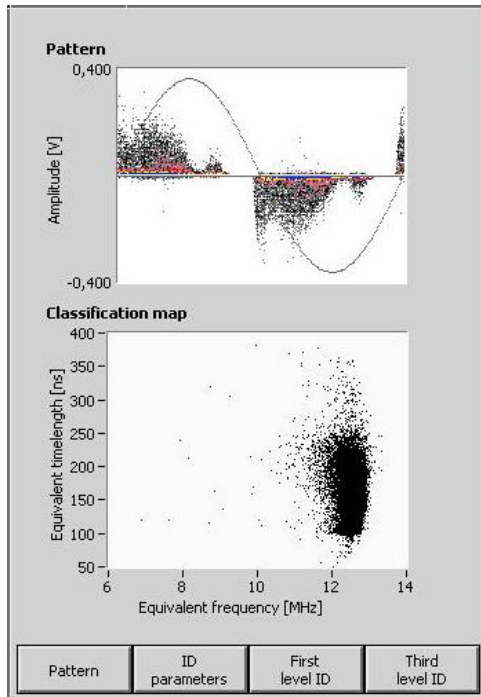 Pattern
0,400
Amplitude [V]
-0,400
Classification map
400
350
300
250
200
150
100
50
Equivalent timelength [ns]
6 8 10 12 14
Equivalent frequency [MHz]
Pattern
ID
parameters
First
level ID
Third
level ID